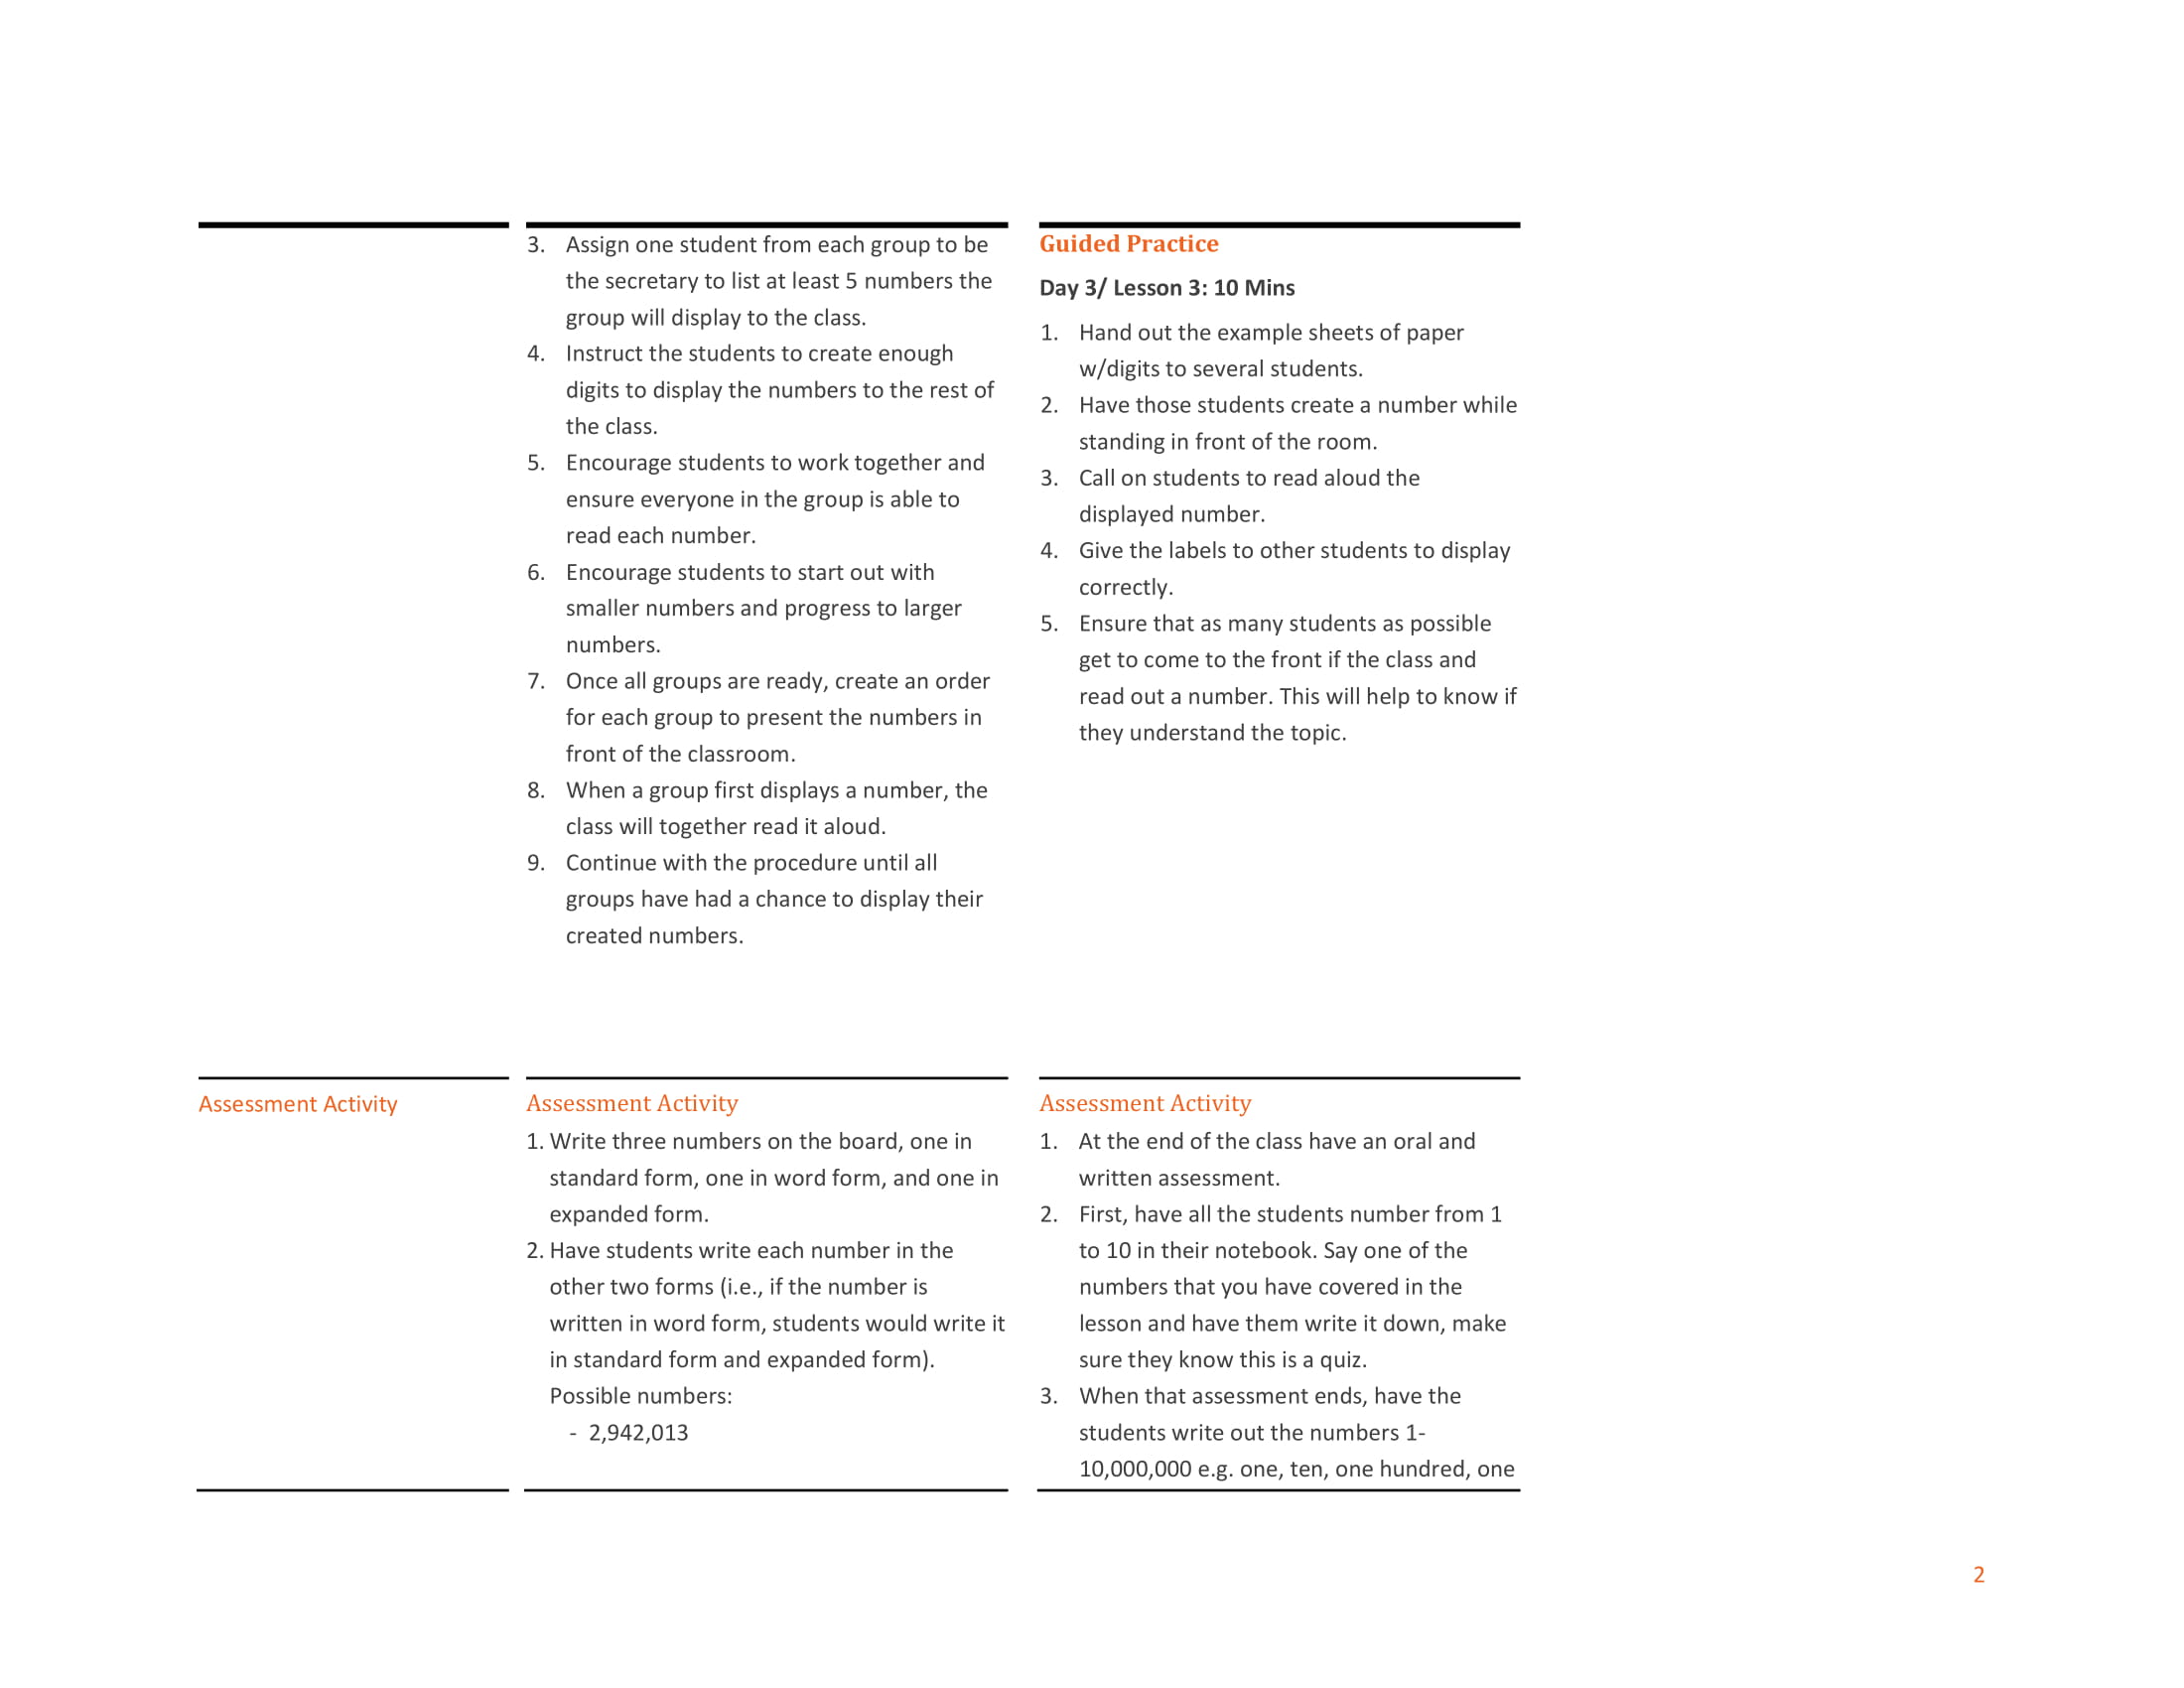 3. Assign one student from each group to be
the secretary to list at least 5 numbers the
group will display to the class.
4. Instruct the students to create enough
digits to display the numbers to the rest of
the class.
5. Encourage students to work together and
ensure everyone in the group is able to
read each number.
6. Encourage students to start out with
smaller numbers and progress to larger
numbers.
7. Once all groups are ready, create an order
for each group to present the numbers in
front of the classroom.
8. When a group first displays a number, the
class will together read it aloud.
9. Continue with the procedure until all
groups have had a chance to display their
created numbers.
Guided Practice
Day 3/ Lesson 3: 10 Mins
1. Hand out the example sheets of paper
w/digits to several students.
2. Have those students create a number while
standing in front of the room.
3. Call on students to read aloud the
displayed number.
4. Give the labels to other students to display
correctly.
5. Ensure that as many students as possible
get to come to the front if the class and
read out a number. This will help to know if
they understand the topic.
Assessment Activity
Assessment Activity
1. Write three numbers on the board, one in
standard form, one in word form, and one in
expanded form.
2. Have students write each number in the
other two forms (i.e., if the number is
written in word form, students would write it
in standard form and expanded form).
Possible numbers:
- 2,942,013
Assessment Activity
1. At the end of the class have an oral and
written assessment.
2. First, have all the students number from 1
to 10 in their notebook. Say one of the
numbers that you have covered in the
lesson and have them write it down, make
sure they know this is a quiz.
3. When that assessment ends, have the
students write out the numbers 1-
10,000,000 e.g. one, ten, one hundred, one
2